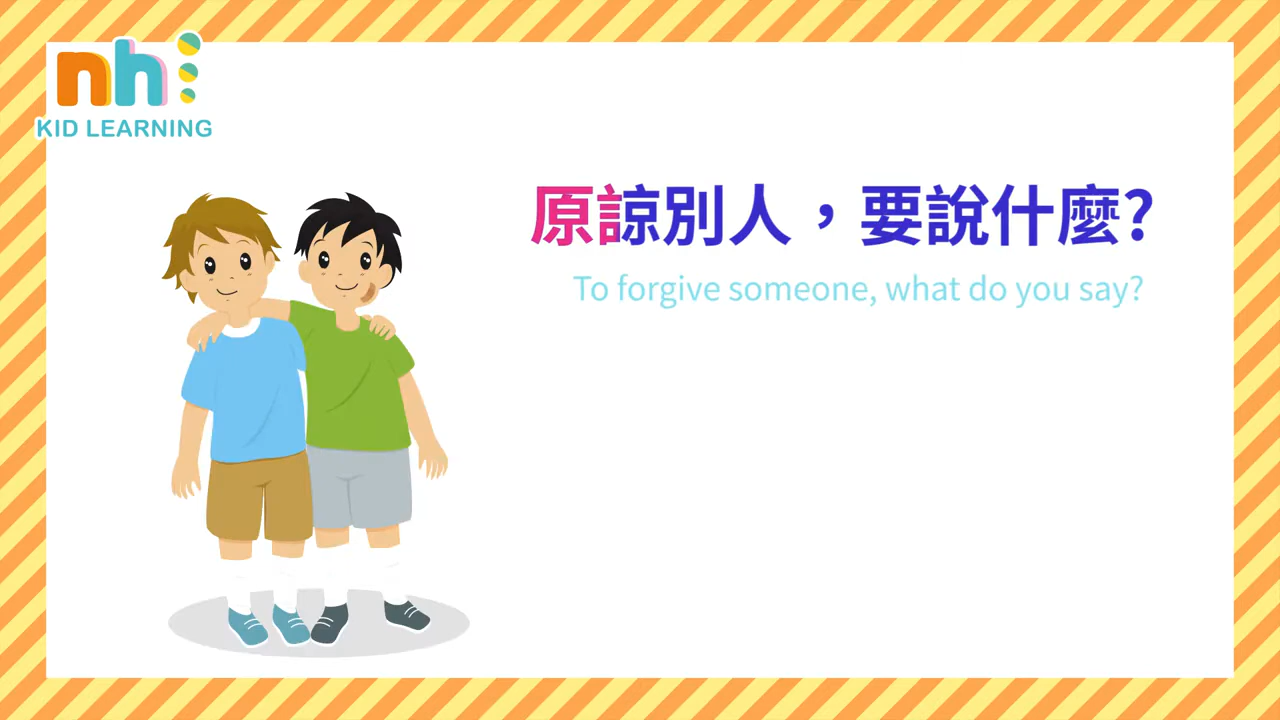 nh
KID LEARNING
原諒別人，要說什麼?
To forgive someone, what do you say?